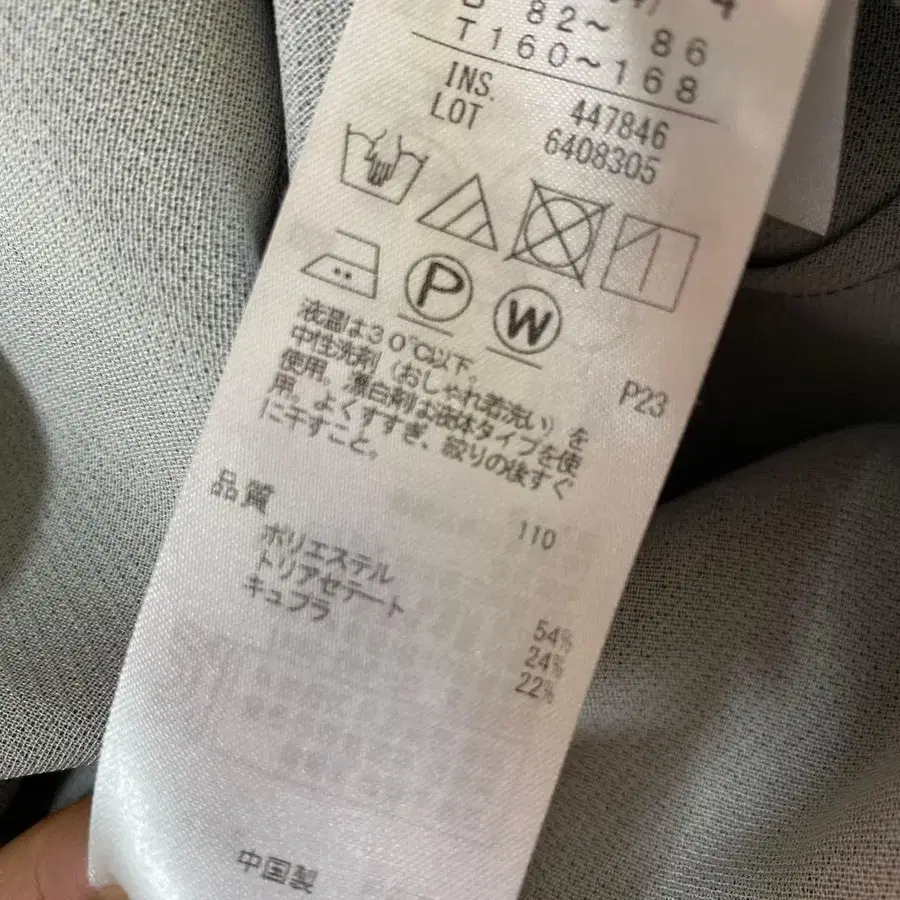 82～86
T160～168
INS. 447846
LOT 6408305
P
W
液温は30℃以下。
中性洗剤（おしゃれ着洗い）を
使用。漂白剤は液体タイプを使
用。よくすすぎ、絞りの後すぐ
に干すこと。
P23
品質
110
ポリエステル 54%
トリアセテート 24%
キュプラ 22%
中国製